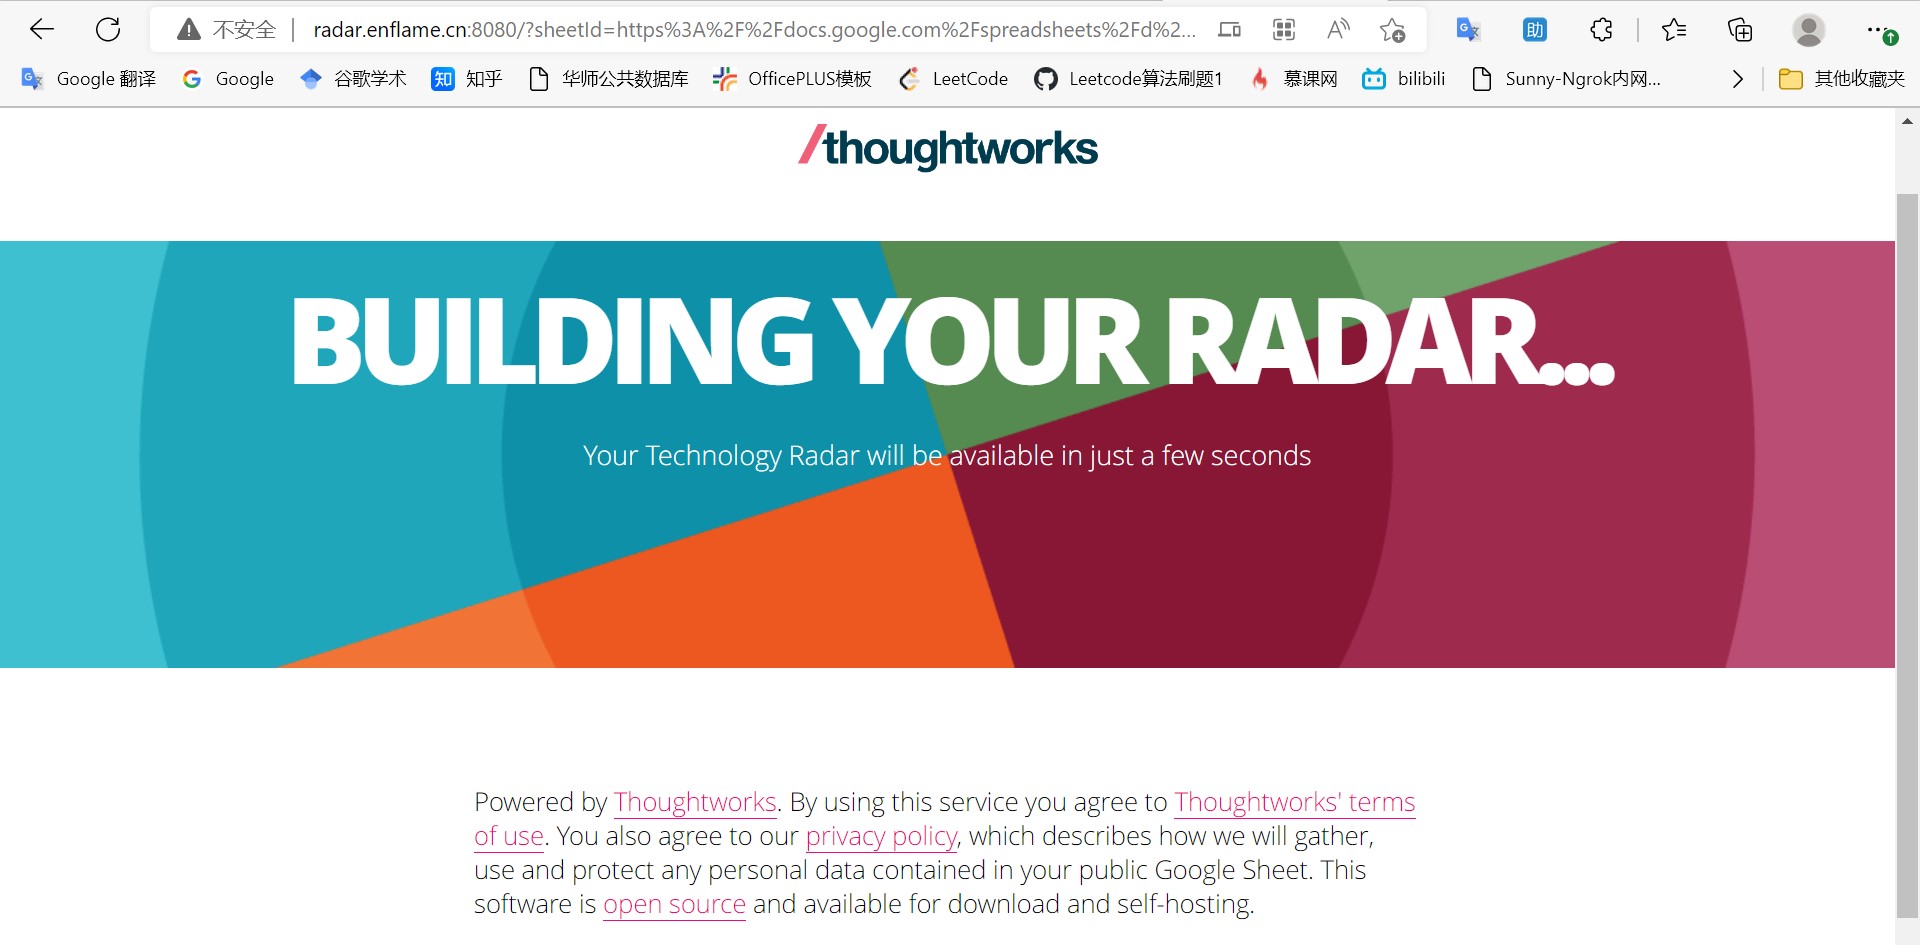 不安全 radar.enflame.cn:8080/?sheetId=https%3A%2F%2Fdocs.google.com%2Fspreadsheets%2Fd%2...
Google 翻译 Google 谷歌学术 知 知乎 华师公共数据库 OfficePLUS模板 LeetCode Leetcode算法刷题1 慕课网 bilibili Sunny-Ngrok内网... 其他收藏夹
/thoughtworks
BUILDING YOUR RADAR...
Your Technology Radar will be available in just a few seconds
Powered by Thoughtworks. By using this service you agree to Thoughtworks' terms
of use. You also agree to our privacy policy, which describes how we will gather,
use and protect any personal data contained in your public Google Sheet. This
software is open source and available for download and self-hosting.